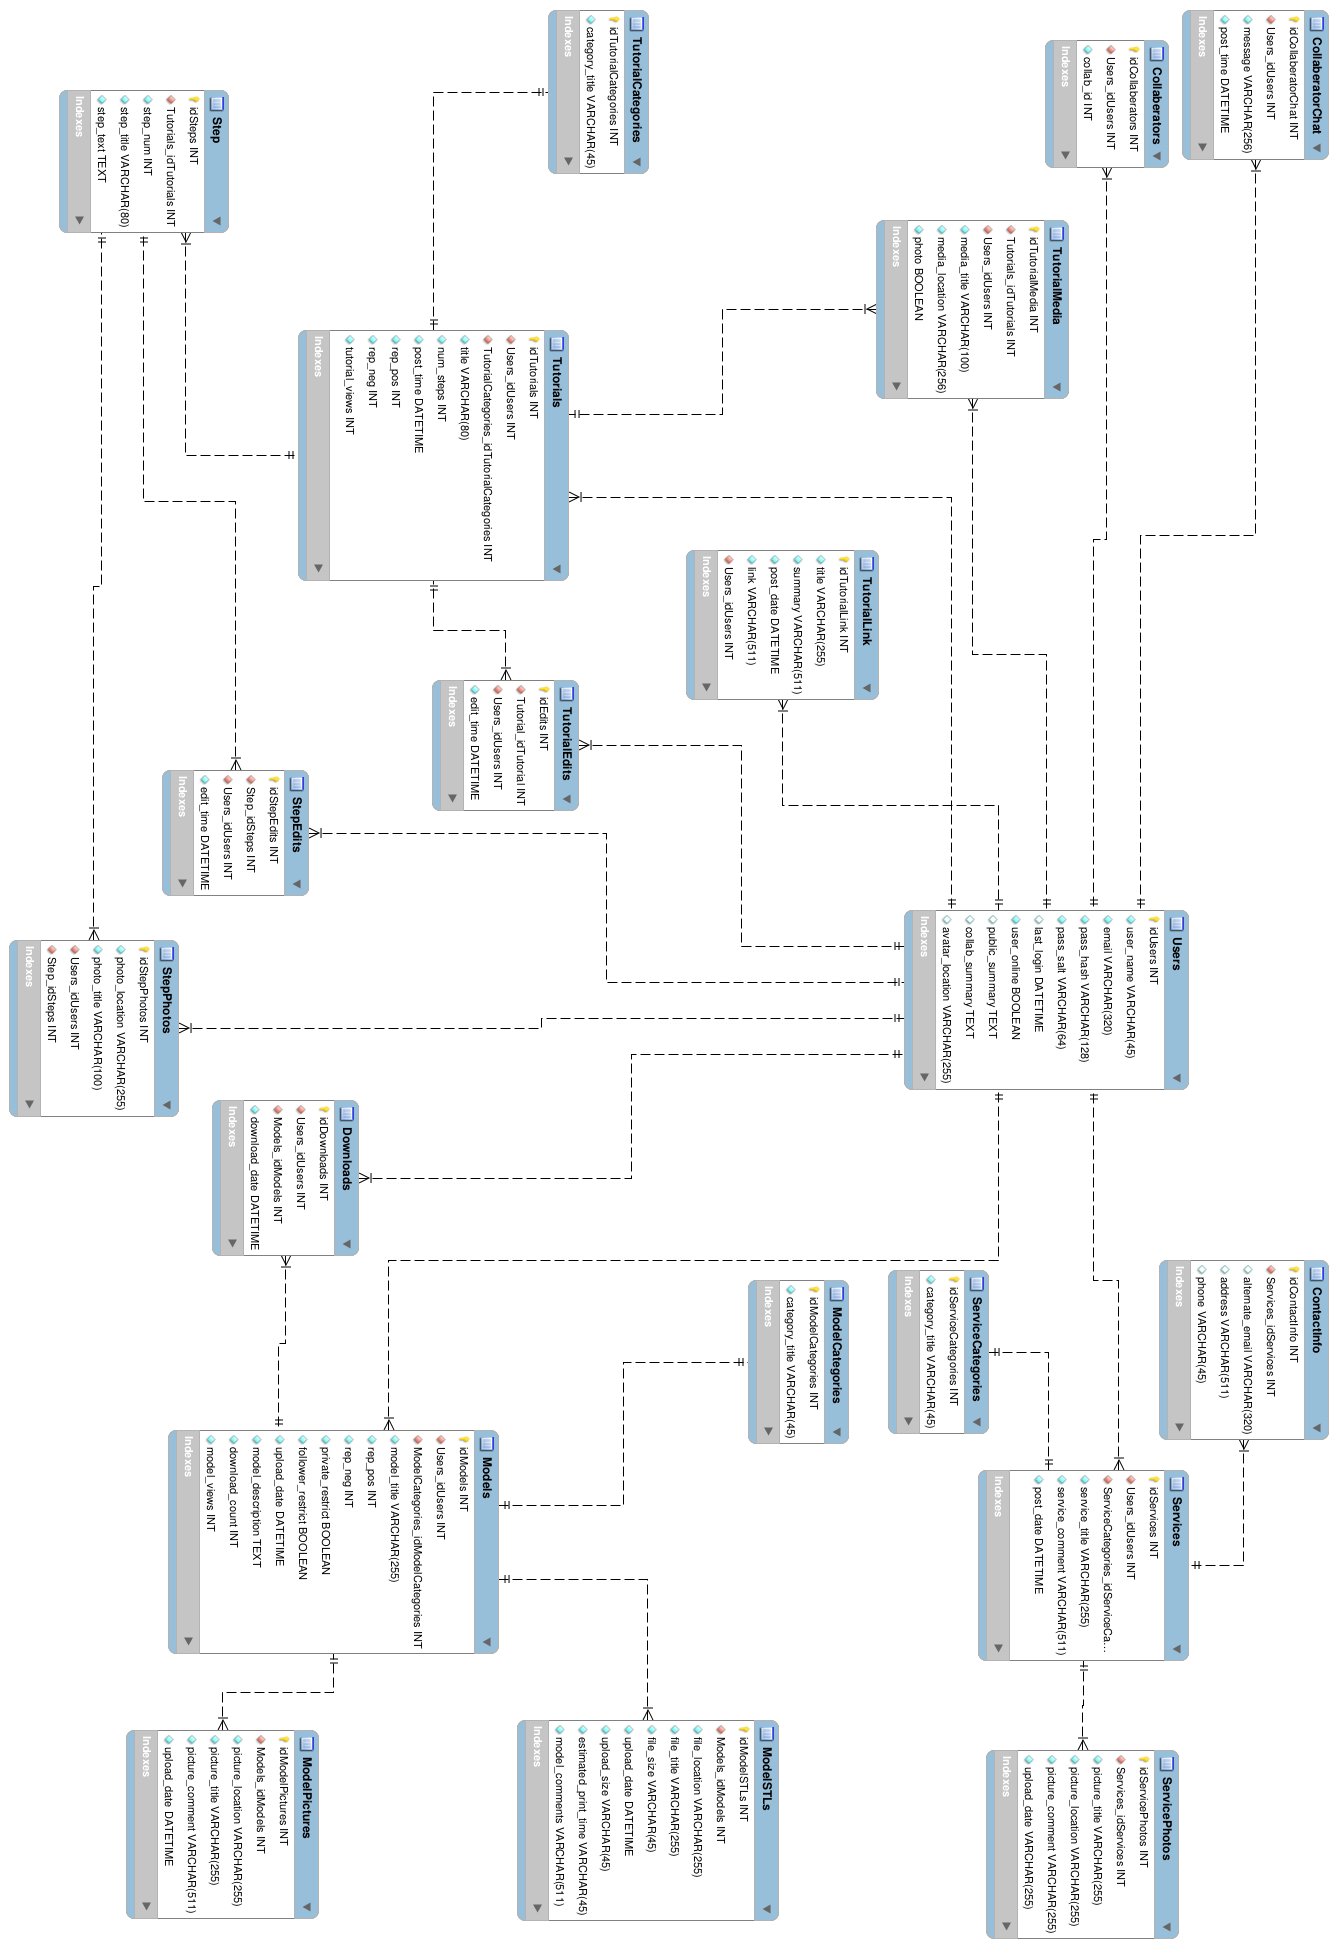 CollaberatorChat
idCollaberatorChat INT
Users_idUsers INT
message VARCHAR(256)
post_time DATETIME
Indexes
Collaberators
idCollaberators INT
Users_idUsers INT
collab_id INT
Indexes
TutorialMedia
idTutorialMedia INT
Tutorials_idTutorials INT
Users_idUsers INT
media_title VARCHAR(100)
media_location VARCHAR(256)
photo BOOLEAN
Indexes
TutorialCategories
idTutorialCategories INT
category_title VARCHAR(45)
Indexes
Step
idSteps INT
Tutorials_idTutorials INT
step_num INT
step_title VARCHAR(80)
step_text TEXT
Indexes
Tutorials
idTutorials INT
Users_idUsers INT
TutorialCategories_idTutorialCategories INT
title VARCHAR(80)
num_steps INT
post_time DATETIME
rep_pos INT
rep_neg INT
tutorial_views INT
Indexes
TutorialLink
idTutorialLink INT
title VARCHAR(255)
summary VARCHAR(511)
post_date DATETIME
link VARCHAR(511)
Users_idUsers INT
Indexes
TutorialEdits
idEdits INT
Tutorial_idTutorial INT
Users_idUsers INT
edit_time DATETIME
Indexes
StepEdits
idStepEdits INT
Step_idSteps INT
Users_idUsers INT
edit_time DATETIME
Indexes
StepPhotos
idStepPhotos INT
photo_location VARCHAR(255)
photo_title VARCHAR(100)
Users_idUsers INT
Step_idSteps INT
Indexes
Users
idUsers INT
user_name VARCHAR(45)
email VARCHAR(320)
pass_hash VARCHAR(128)
pass_salt VARCHAR(64)
last_login DATETIME
user_online BOOLEAN
public_summary TEXT
collab_summary TEXT
avatar_location VARCHAR(255)
Indexes
Downloads
idDownloads INT
Users_idUsers INT
Models_idModels INT
download_date DATETIME
Indexes
ContactInfo
idContactInfo INT
Services_idServices INT
alternate_email VARCHAR(320)
address VARCHAR(511)
phone VARCHAR(45)
Indexes
ServiceCategories
idServiceCategories INT
category_title VARCHAR(45)
Indexes
ModelCategories
idModelCategories INT
category_title VARCHAR(45)
Indexes
Services
idServices INT
Users_idUsers INT
ServiceCategories_idServiceCa...
service_title VARCHAR(255)
service_comment VARCHAR(511)
post_date DATETIME
Indexes
Models
idModels INT
Users_idUsers INT
ModelCategories_idModelCategories INT
model_title VARCHAR(255)
rep_pos INT
rep_neg INT
private_restrict BOOLEAN
follower_restrict BOOLEAN
upload_date DATETIME
model_description TEXT
download_count INT
model_views INT
Indexes
ServicePhotos
idServicePhotos INT
Services_idServices INT
picture_title VARCHAR(255)
picture_location VARCHAR(255)
picture_comment VARCHAR(255)
upload_date VARCHAR(255)
Indexes
ModelSTLs
idModelSTLs INT
Models_idModels INT
file_location VARCHAR(255)
file_title VARCHAR(255)
file_size VARCHAR(45)
upload_date DATETIME
upload_size VARCHAR(45)
estimated_print_time VARCHAR(45)
model_comments VARCHAR(511)
Indexes
ModelPictures
idModelPictures INT
Models_idModels INT
picture_location VARCHAR(255)
picture_title VARCHAR(255)
picture_comment VARCHAR(511)
upload_date DATETIME
Indexes